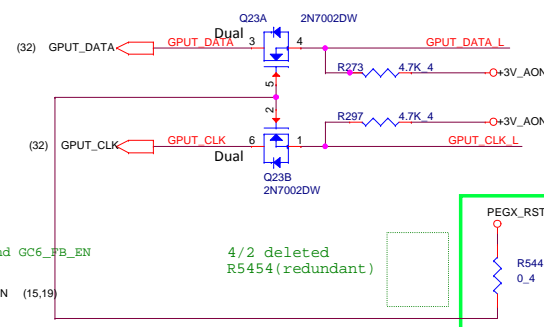 Q23A 2N7002DW
Dual
(32) GPUT_DATA GPUT_DATA 3 4 GPUT_DATA_L
R273 4.7K_4 +3V_AON
5
2
R297 4.7K_4 +3V_AON
(32) GPUT_CLK GPUT_CLK 6 1 GPUT_CLK_L
Dual
Q23B
2N7002DW
PEGX_RST
nd GC6_FB_EN
4/2 deleted
R5454(redundant)
R544
0_4
N (15,19)